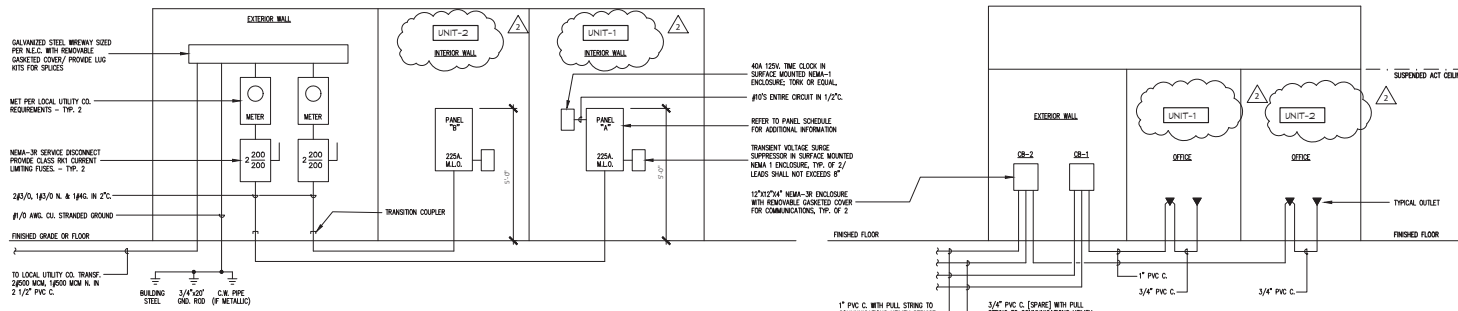 EXTERIOR WALL
UNIT-2
2
INTERIOR WALL
UNIT-1
2
INTERIOR WALL
GALVANIZED STEEL WIREWAY SIZED
PER N.E.C. WITH REMOVABLE
GASKETED COVER/ PROVIDE LUG
KITS FOR SPLICES
MET PER LOCAL UTILITY CO.
REQUIREMENTS - TYP. 2
NEMA-3R SERVICE DISCONNECT
PROVIDE CLASS RK1 CURRENT
LIMITING FUSES. - TYP. 2
2#3/0, 1#3/0 N. & 1#4G. IN 2"C.
#1/0 AWG. CU. STRANDED GROUND
FINISHED GRADE OR FLOOR
TO LOCAL UTILITY CO. TRANSF.
2#500 MCM, 1#500 MCM N. IN
2 1/2" PVC C.
METER
METER
2 200
200
2 200
200
BUILDING
STEEL
3/4"x20'
GND. ROD
C.W. PIPE
(IF METALLIC)
TRANSITION COUPLER
PANEL
"B"
225A.
M.L.O.
5'-0"
PANEL
"A"
225A.
M.L.O.
5'-0"
40A 125V. TIME CLOCK IN
SURFACE MOUNTED NEMA-1
ENCLOSURE; TORK OR EQUAL,
#10'S ENTIRE CIRCUIT IN 1/2"C.
REFER TO PANEL SCHEDULE
FOR ADDITIONAL INFORMATION
TRANSIENT VOLTAGE SURGE
SUPPRESSOR IN SURFACE MOUNTED
NEMA 1 ENCLOSURE, TYP. OF 2/
LEADS SHALL NOT EXCEEDS 8"
12"X12"X4" NEMA-3R ENCLOSURE
WITH REMOVABLE GASKETED COVER
FOR COMMUNICATIONS, TYP. OF 2
FINISHED FLOOR
EXTERIOR WALL
CB-2
CB-1
UNIT-1
2
OFFICE
UNIT-2
2
OFFICE
SUSPENDED ACT CEILI
TYPICAL OUTLET
FINISHED FLOOR
1" PVC C.
3/4" PVC C.
3/4" PVC C.
1" PVC C. WITH PULL STRING TO
3/4" PVC C. [SPARE] WITH PULL